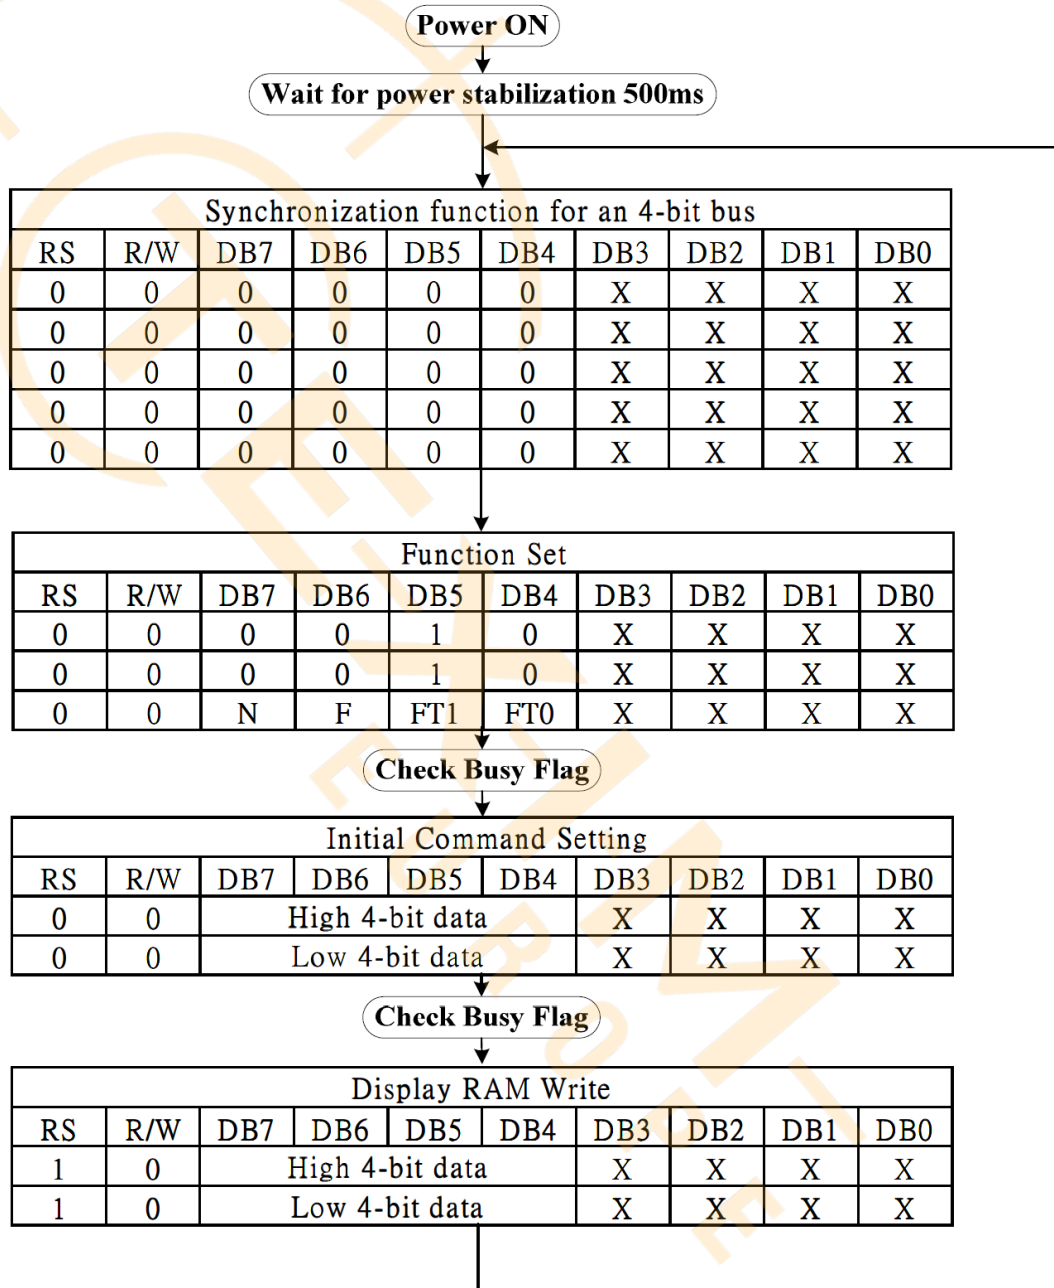 Power ON
Wait for power stabilization 500ms
Synchronization function for an 4-bit bus
RS R/W DB7 DB6 DB5 DB4 DB3 DB2 DB1 DB0
0 0 0 0 0 0 X X X X
0 0 0 0 0 0 X X X X
0 0 0 0 0 0 X X X X
0 0 0 0 0 0 X X X X
0 0 0 0 0 0 X X X X
Function Set
RS R/W DB7 DB6 DB5 DB4 DB3 DB2 DB1 DB0
0 0 0 0 1 0 X X X X
0 0 0 0 1 0 X X X X
0 0 N F FT1 FT0 X X X X
Check Busy Flag
Initial Command Setting
RS R/W DB7 DB6 DB5 DB4 DB3 DB2 DB1 DB0
0 0 High 4-bit data X X X X
0 0 Low 4-bit data X X X X
Check Busy Flag
Display RAM Write
RS R/W DB7 DB6 DB5 DB4 DB3 DB2 DB1 DB0
1 0 High 4-bit data X X X X
1 0 Low 4-bit data X X X X